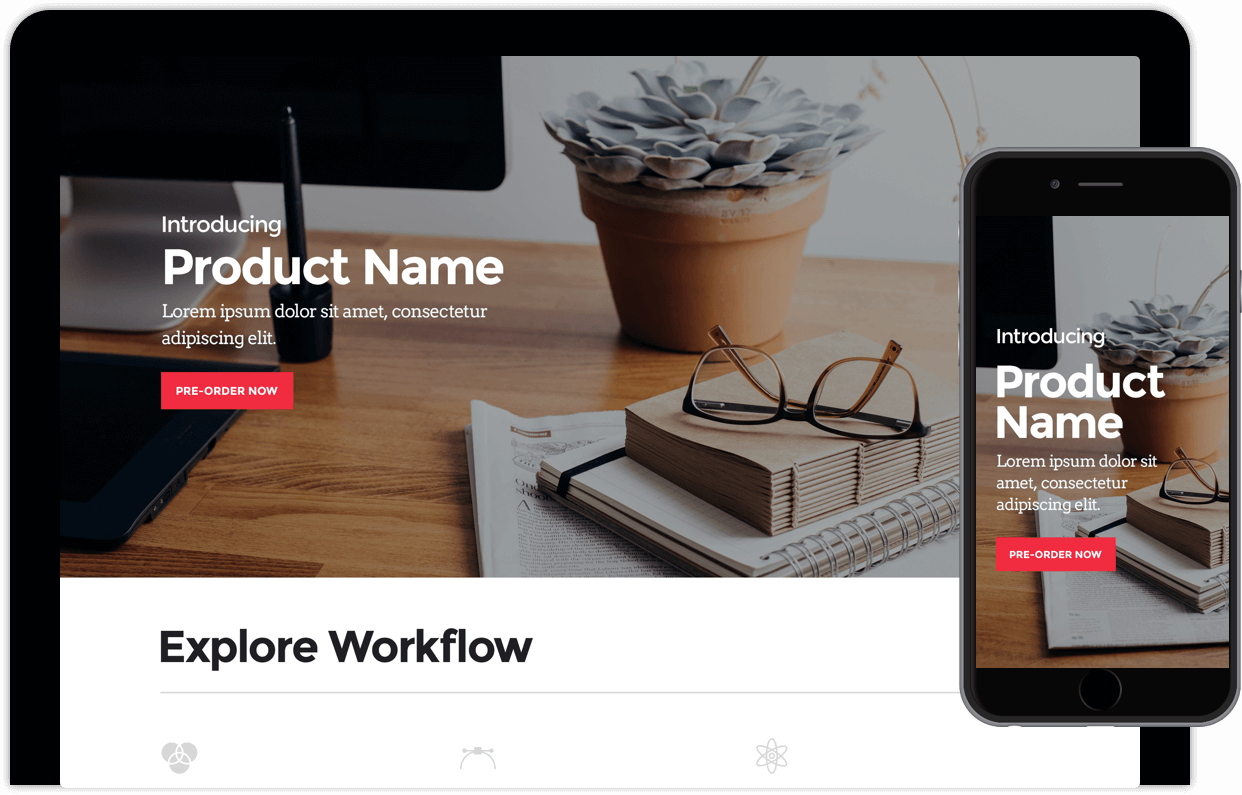 Introducing
Product Name
Lorem ipsum dolor sit amet, consectetur
adipiscing elit.
PRE-ORDER NOW
Explore Workflow
Introducing
Product
Name
Lorem ipsum dolor sit
amet, consectetur
adipiscing elit.
PRE-ORDER NOW